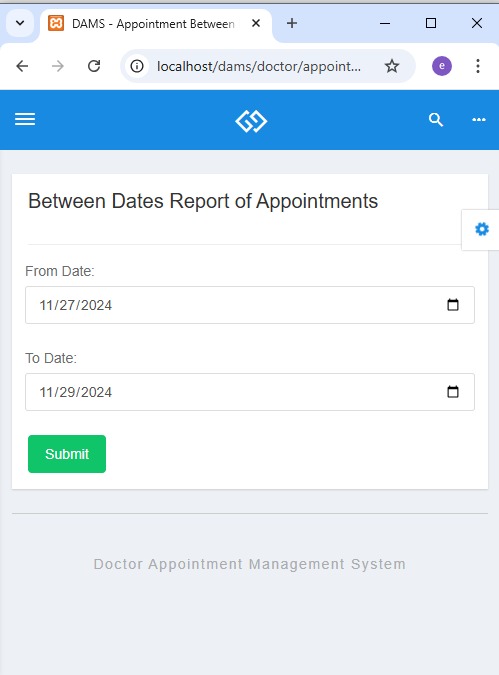 DAMS - Appointment Between
localhost/dams/doctor/appoint...
e
Between Dates Report of Appointments
From Date:
11/27/2024
To Date:
11/29/2024
Submit
Doctor Appointment Management System